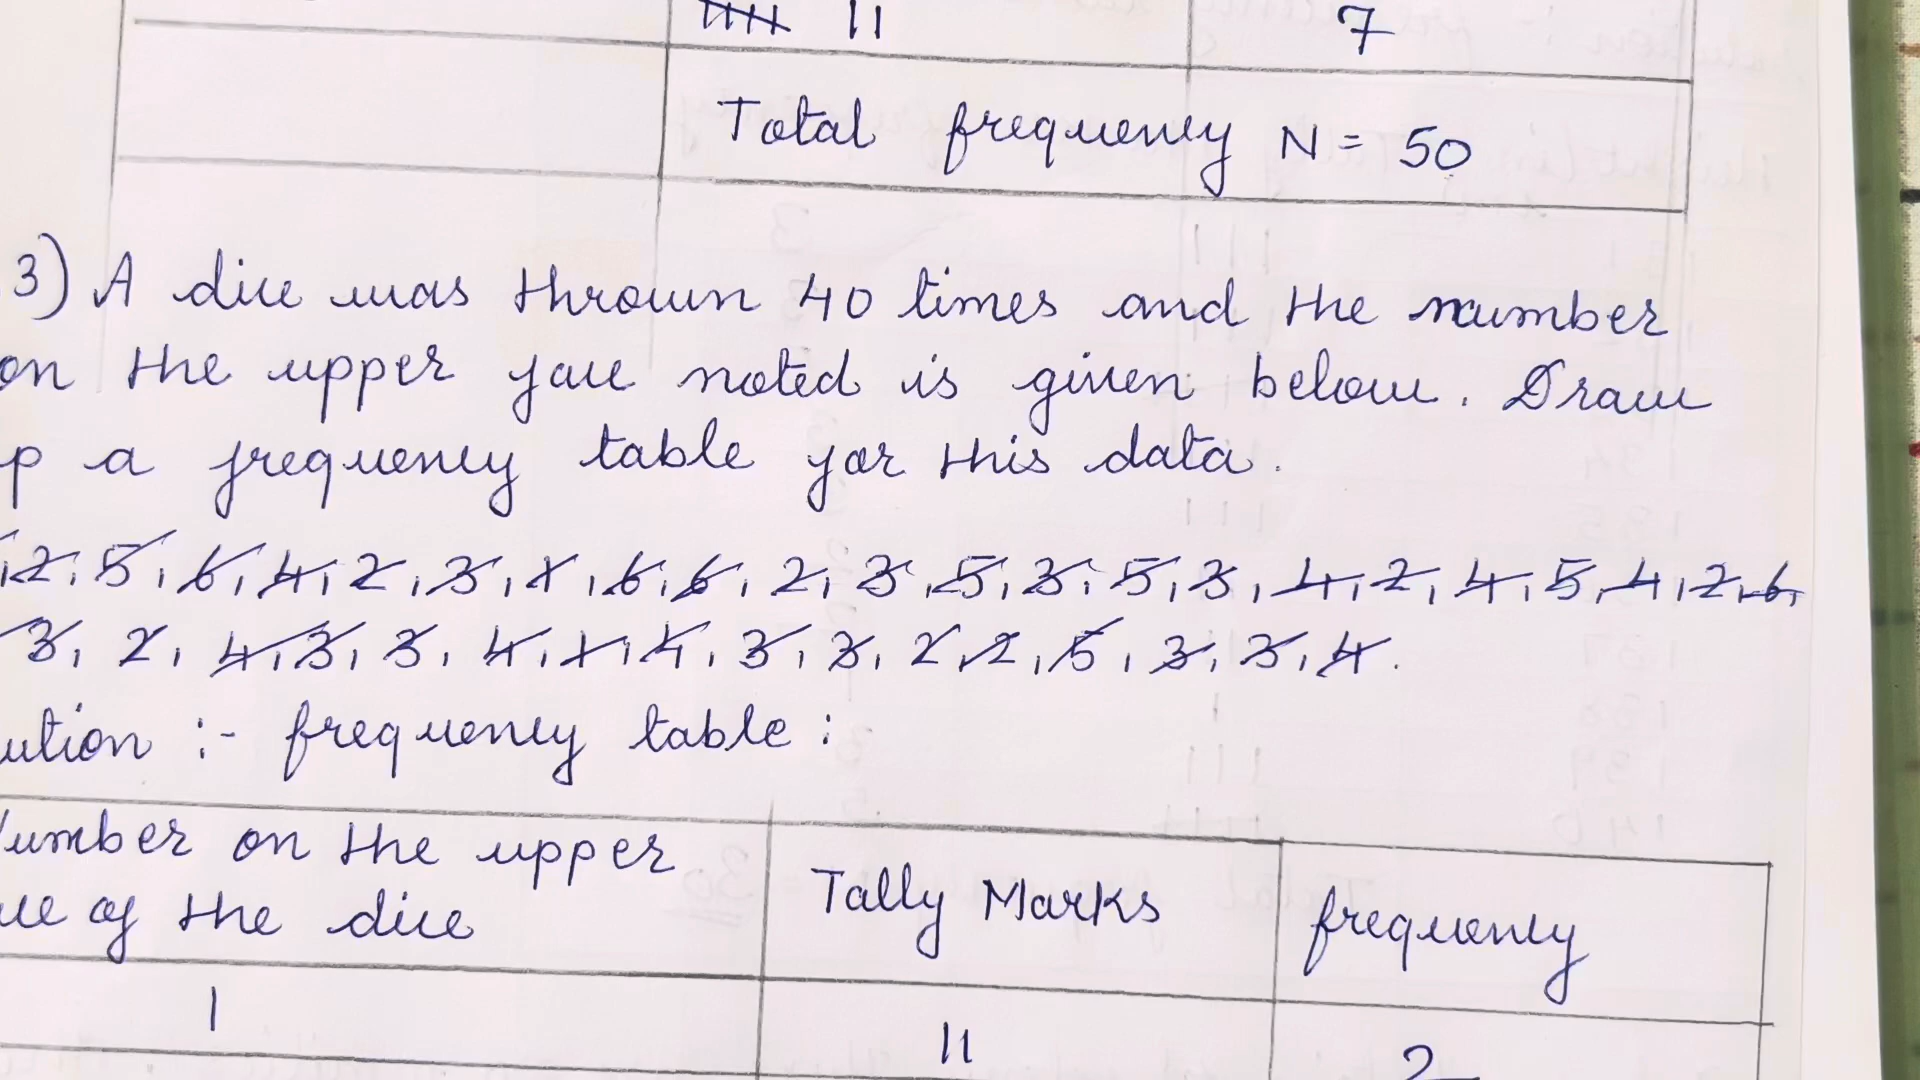 |||| || 7
Total frequency N = 50
3) A dice was thrown 40 times and the number
on the upper face noted is given below. Draw
p a frequency table for this data.
,2,5,6,4,2,3,1,6,6,2,3,5,3,5,3,4,2,4,5,4,2,6,
3, 2, 4,3,3,4,1,4,3,3,2,2,5,3,3,4.
ution :- frequency table :
Number on the upper Tally Marks frequency
ce of the dice
1 || 2